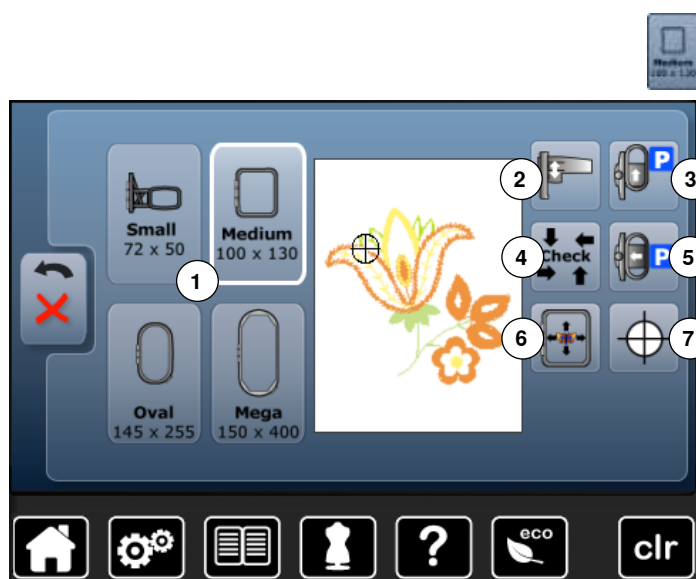 Medium
100 x 130
Small
72 x 50
Medium
100 x 130
1
2
P
3
4
Check
P
5
6
7
Oval
145 x 255
Mega
150 x 400
?
eco
clr